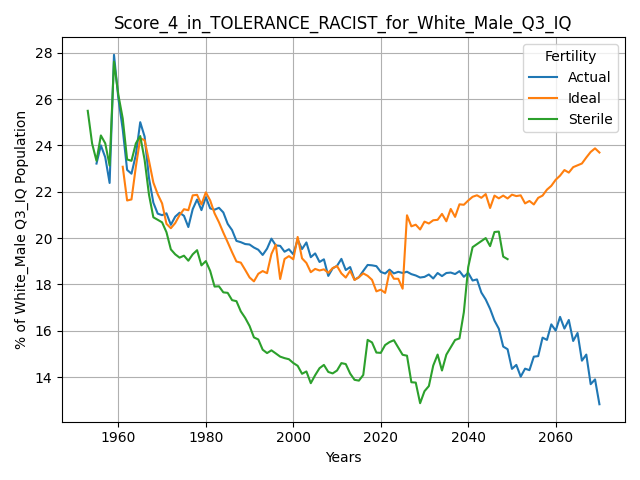 Score_4_in_TOLERANCE_RACIST_for_White_Male_Q3_IQ
Fertility
Actual
Ideal
Sterile
% of White_Male Q3_IQ Population
28
26
24
22
20
18
16
14
1960
1980
2000
2020
2040
2060
Years